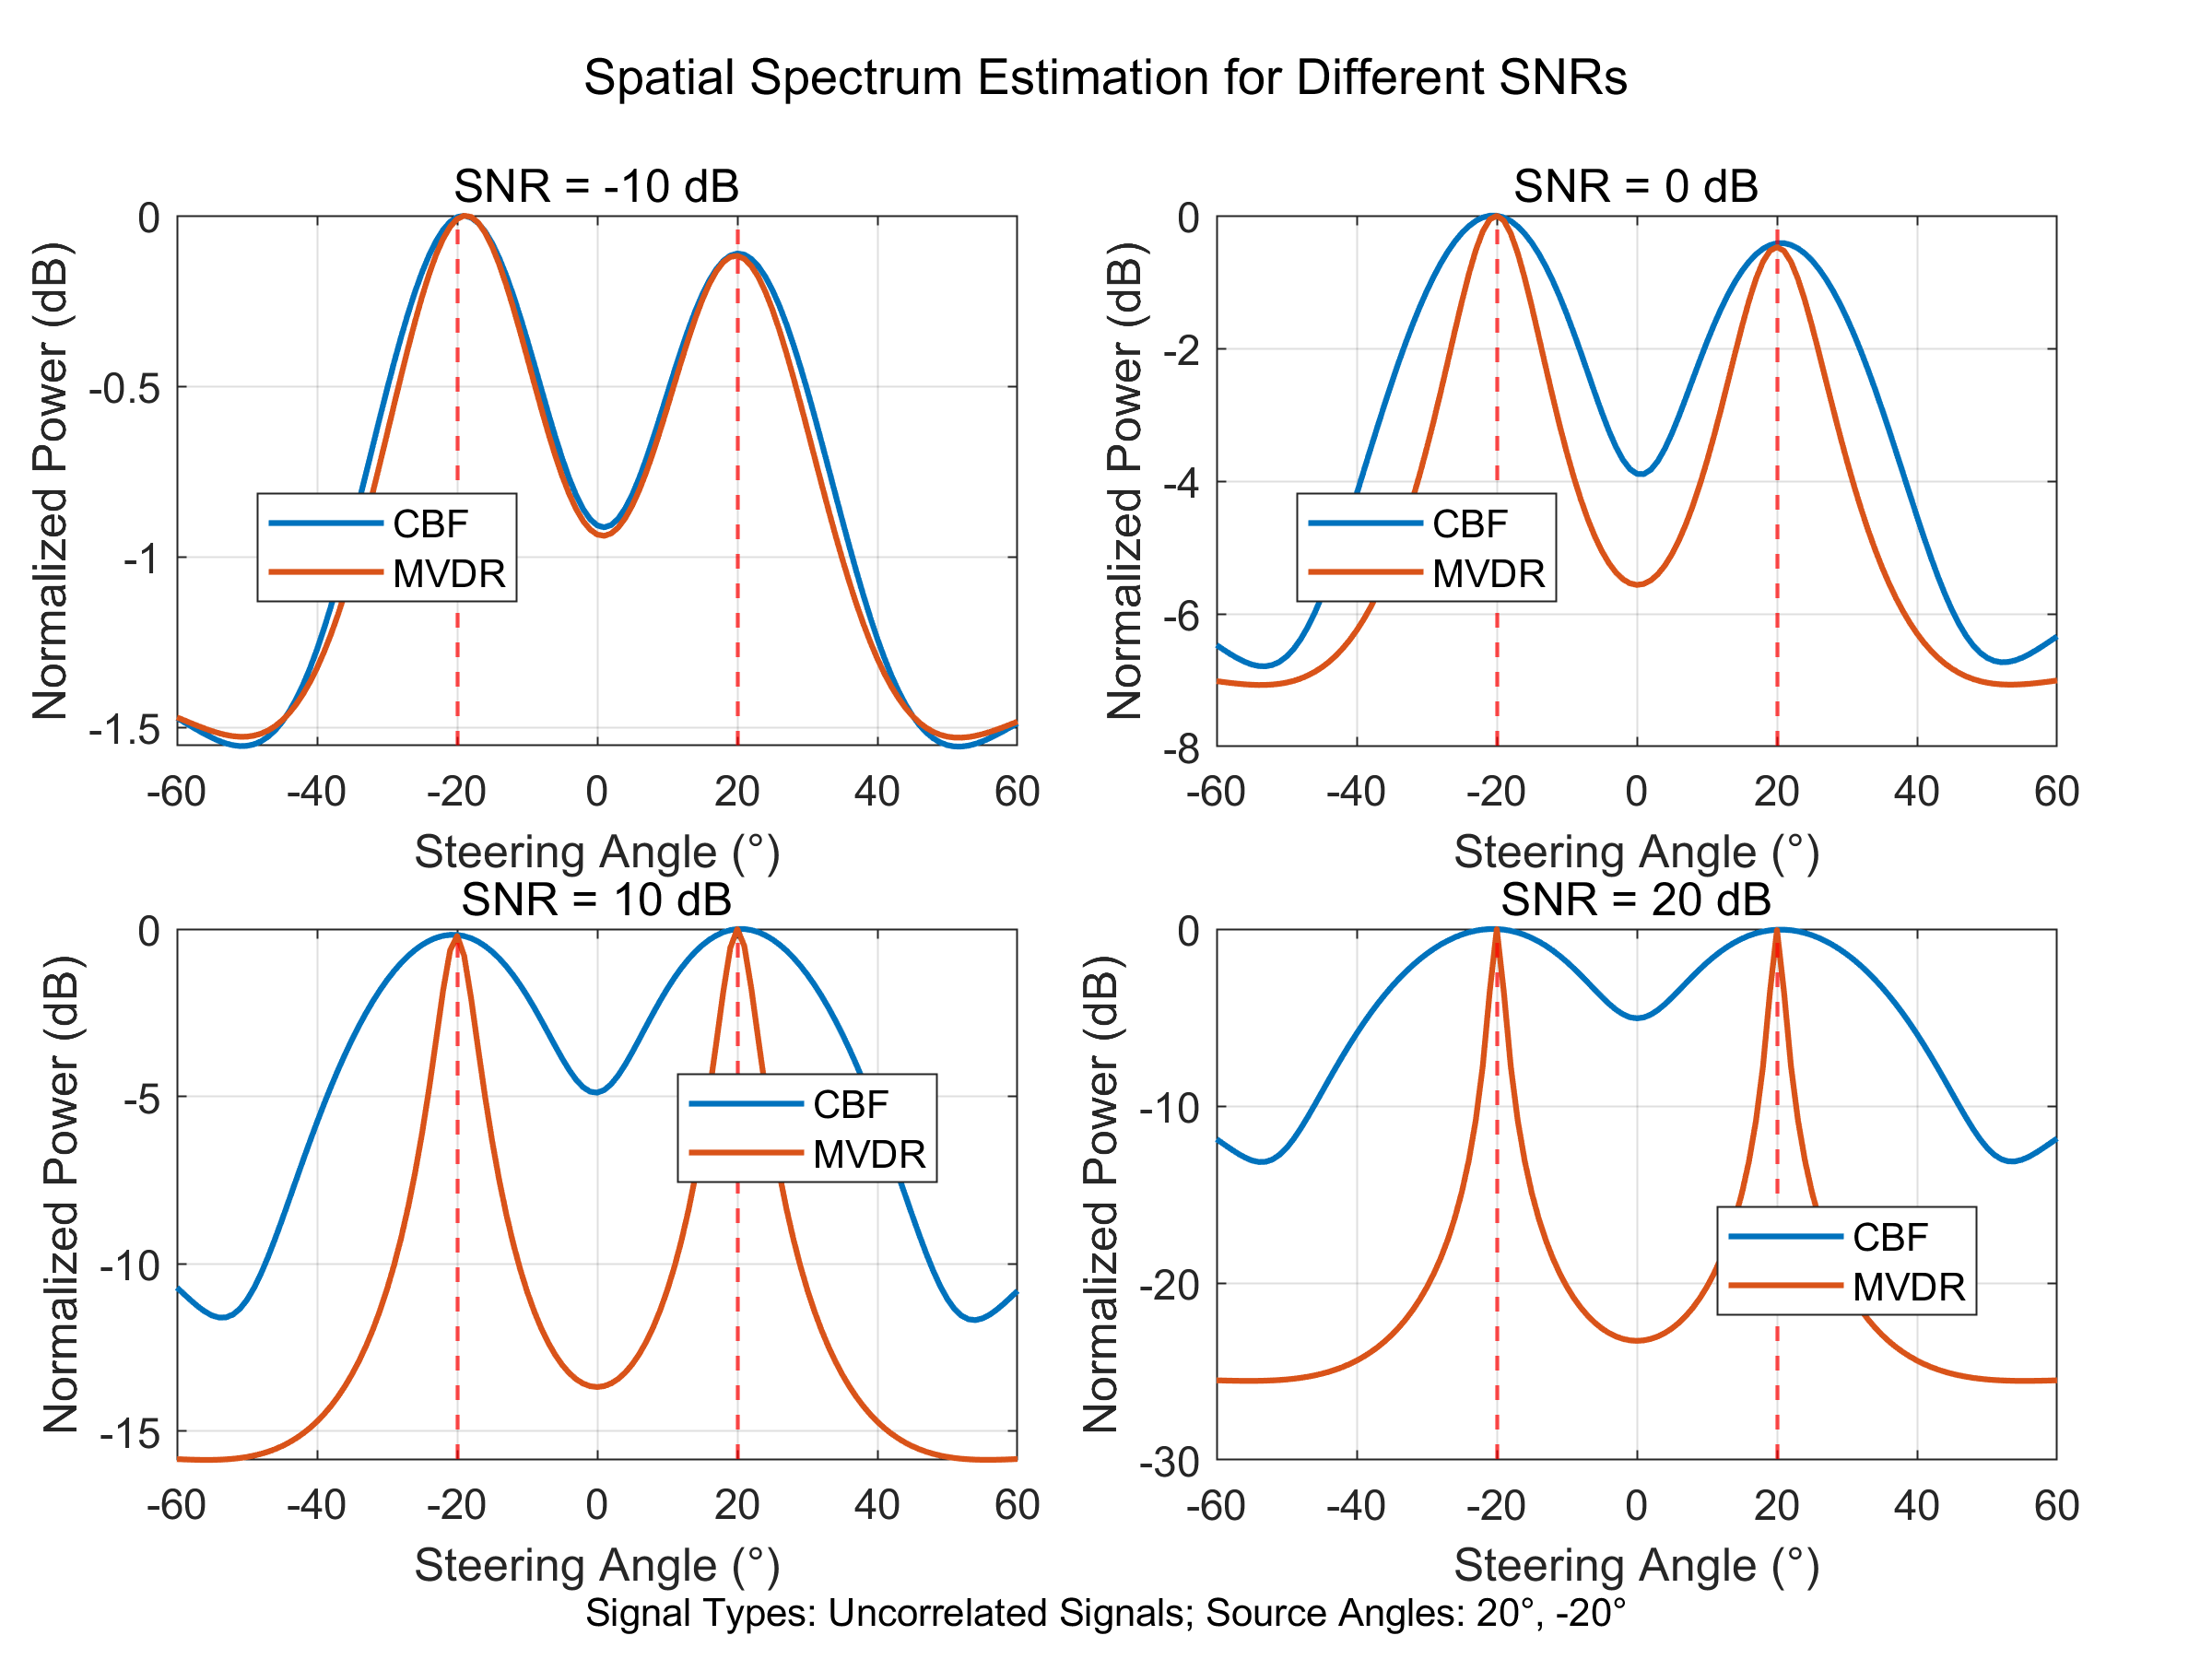 Spatial Spectrum Estimation for Different SNRs
SNR = -10 dB
Normalized Power (dB)
0
-0.5
-1
-1.5
CBF
MVDR
-60 -40 -20 0 20 40 60
Steering Angle (°)
SNR = 0 dB
Normalized Power (dB)
0
-2
-4
-6
-8
CBF
MVDR
-60 -40 -20 0 20 40 60
Steering Angle (°)
SNR = 10 dB
Normalized Power (dB)
0
-5
-10
-15
CBF
MVDR
-60 -40 -20 0 20 40 60
Steering Angle (°)
SNR = 20 dB
Normalized Power (dB)
0
-10
-20
-30
CBF
MVDR
-60 -40 -20 0 20 40 60
Steering Angle (°)
Signal Types: Uncorrelated Signals; Source Angles: 20°, -20°